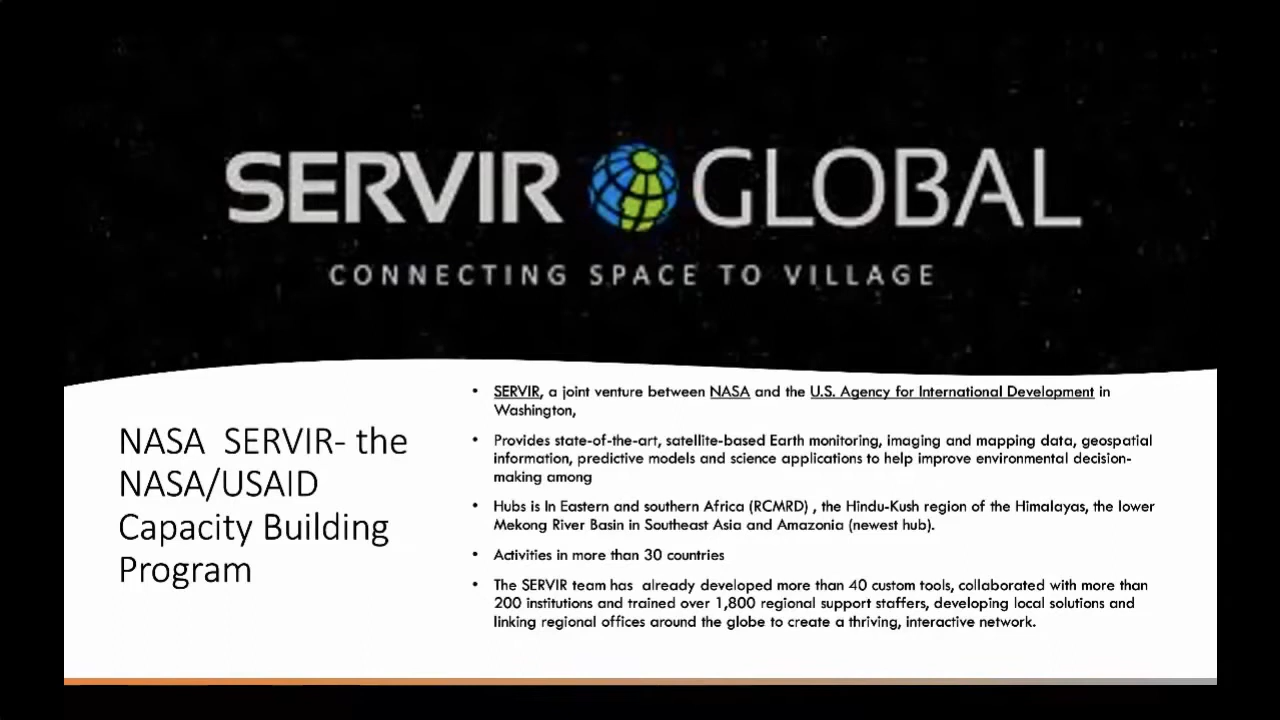 SERVIR GLOBAL
CONNECTING SPACE TO VILLAGE
NASA SERVIR- the
NASA/USAID
Capacity Building
Program
• SERVIR, a joint venture between NASA and the U.S. Agency for International Development in
Washington,
• Provides state-of-the-art, satellite-based Earth monitoring, imaging and mapping data, geospatial
information, predictive models and science applications to help improve environmental decision-
making among
• Hubs is In Eastern and southern Africa (RCMRD) , the Hindu-Kush region of the Himalayas, the lower
Mekong River Basin in Southeast Asia and Amazonia (newest hub).
• Activities in more than 30 countries
• The SERVIR team has already developed more than 40 custom tools, collaborated with more than
200 institutions and trained over 1,800 regional support staffers, developing local solutions and
linking regional offices around the globe to create a thriving, interactive network.